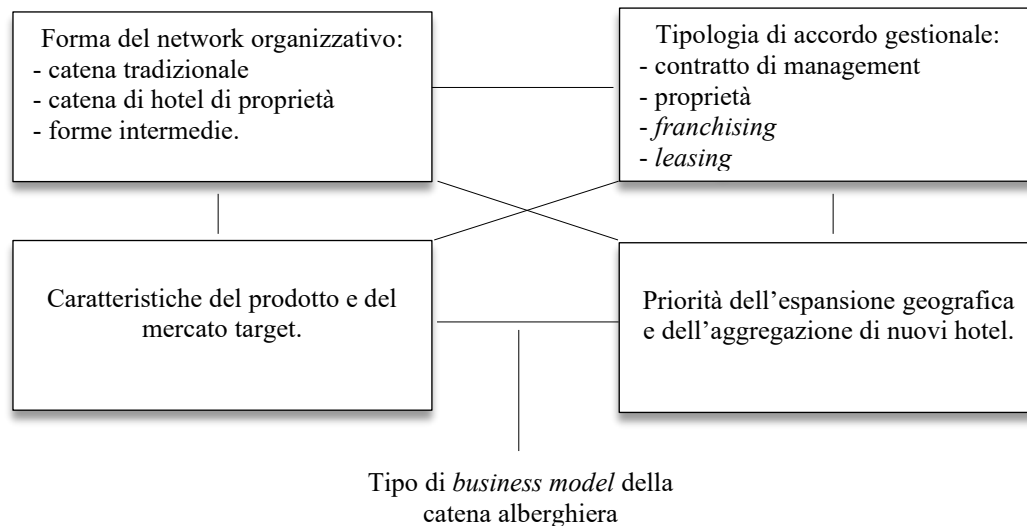 Forma del network organizzativo:
- catena tradizionale
- catena di hotel di proprietà
- forme intermedie.
Tipologia di accordo gestionale:
- contratto di management
- proprietà
- franchising
- leasing
Caratteristiche del prodotto e del
mercato target.
Priorità dell’espansione geografica
e dell’aggregazione di nuovi hotel.
Tipo di business model della
catena alberghiera